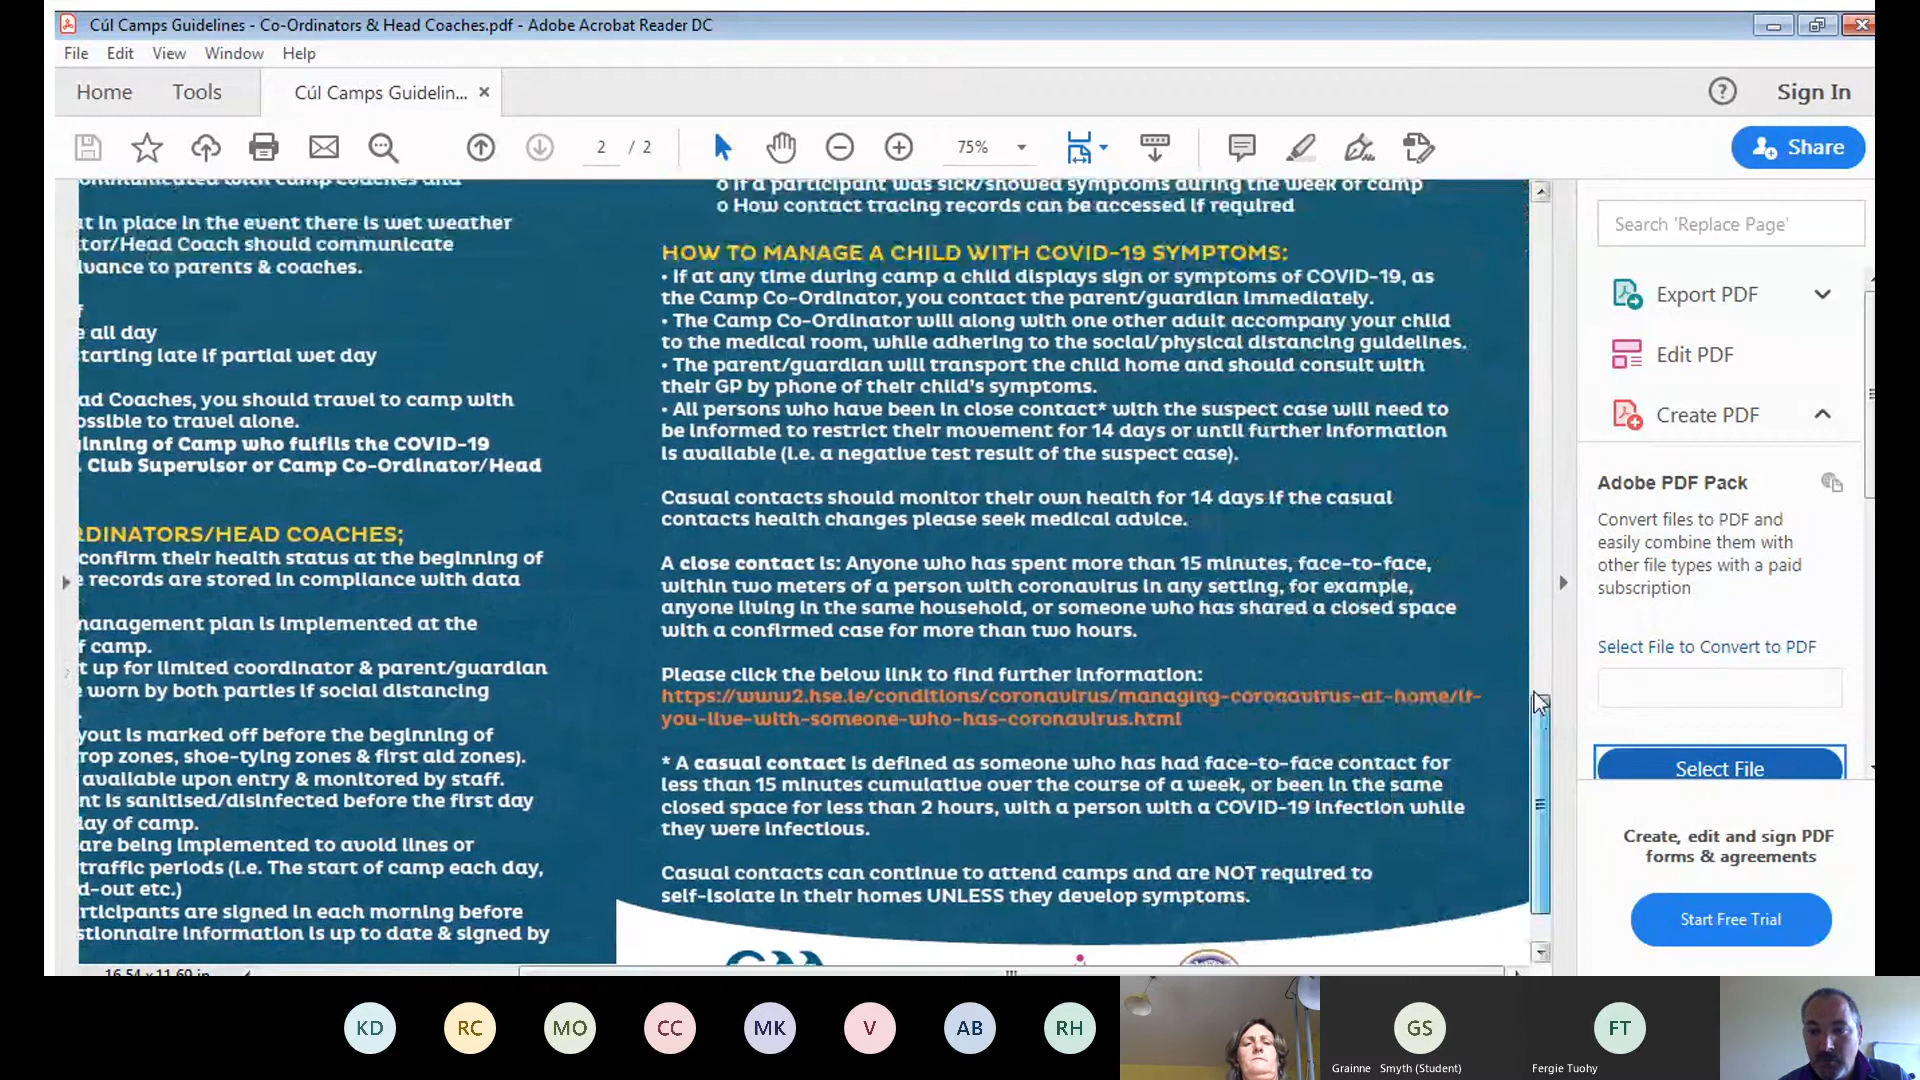 Cúl Camps Guidelines - Co-Ordinators & Head Coaches.pdf - Adobe Acrobat Reader DC
File Edit View Window Help
Home Tools Cúl Camps Guidelin... × Sign In
2 / 2 75% Share
communicated with camp coaches and
at in place in the event there is wet weather
tor/Head Coach should communicate
dvance to parents & coaches.
f
e all day
starting late if partial wet day
ad Coaches, you should travel to camp with
ossible to travel alone.
ginning of Camp who fulfils the COVID-19
. Club Supervisor or Camp Co-Ordinator/Head
RDINATORS/HEAD COACHES;
confirm their health status at the beginning of
e records are stored in compliance with data
management plan is implemented at the
f camp.
t up for limited coordinator & parent/guardian
e worn by both parties if social distancing
yout is marked off before the beginning of
rop zones, shoe-tying zones & first aid zones).
available upon entry & monitored by staff.
nt is sanitised/disinfected before the first day
day of camp.
are being implemented to avoid lines or
traffic periods (i.e. The start of camp each day,
d-out etc.)
rticipants are signed in each morning before
stionnaire information is up to date & signed by
o If a participant was sick/showed symptoms during the week of camp
o How contact tracing records can be accessed if required
HOW TO MANAGE A CHILD WITH COVID-19 SYMPTOMS:
• If at any time during camp a child displays sign or symptoms of COVID-19, as
the Camp Co-Ordinator, you contact the parent/guardian immediately.
• The Camp Co-Ordinator will along with one other adult accompany your child
to the medical room, while adhering to the social/physical distancing guidelines.
• The parent/guardian will transport the child home and should consult with
their GP by phone of their child's symptoms.
• All persons who have been in close contact* with the suspect case will need to
be informed to restrict their movement for 14 days or until further information
is available (i.e. a negative test result of the suspect case).
Casual contacts should monitor their own health for 14 days if the casual
contacts health changes please seek medical advice.
A close contact is: Anyone who has spent more than 15 minutes, face-to-face,
within two meters of a person with coronavirus in any setting, for example,
anyone living in the same household, or someone who has shared a closed space
with a confirmed case for more than two hours.
Please click the below link to find further information:
https://www2.hse.ie/conditions/coronavirus/managing-coronavirus-at-home/if-
you-live-with-someone-who-has-coronavirus.html
* A casual contact is defined as someone who has had face-to-face contact for
less than 15 minutes cumulative over the course of a week, or been in the same
closed space for less than 2 hours, with a person with a COVID-19 infection while
they were infectious.
Casual contacts can continue to attend camps and are NOT required to
self-isolate in their homes UNLESS they develop symptoms.
Search 'Replace Page'
Export PDF
Edit PDF
Create PDF
Adobe PDF Pack
Convert files to PDF and
easily combine them with
other file types with a paid
subscription
Select File to Convert to PDF
Select File
Create, edit and sign PDF
forms & agreements
Start Free Trial
16.54 x 11.69 in
KD RC MO CC MK V AB RH GS FT
Grainne Smyth (Student) Fergie Tuohy